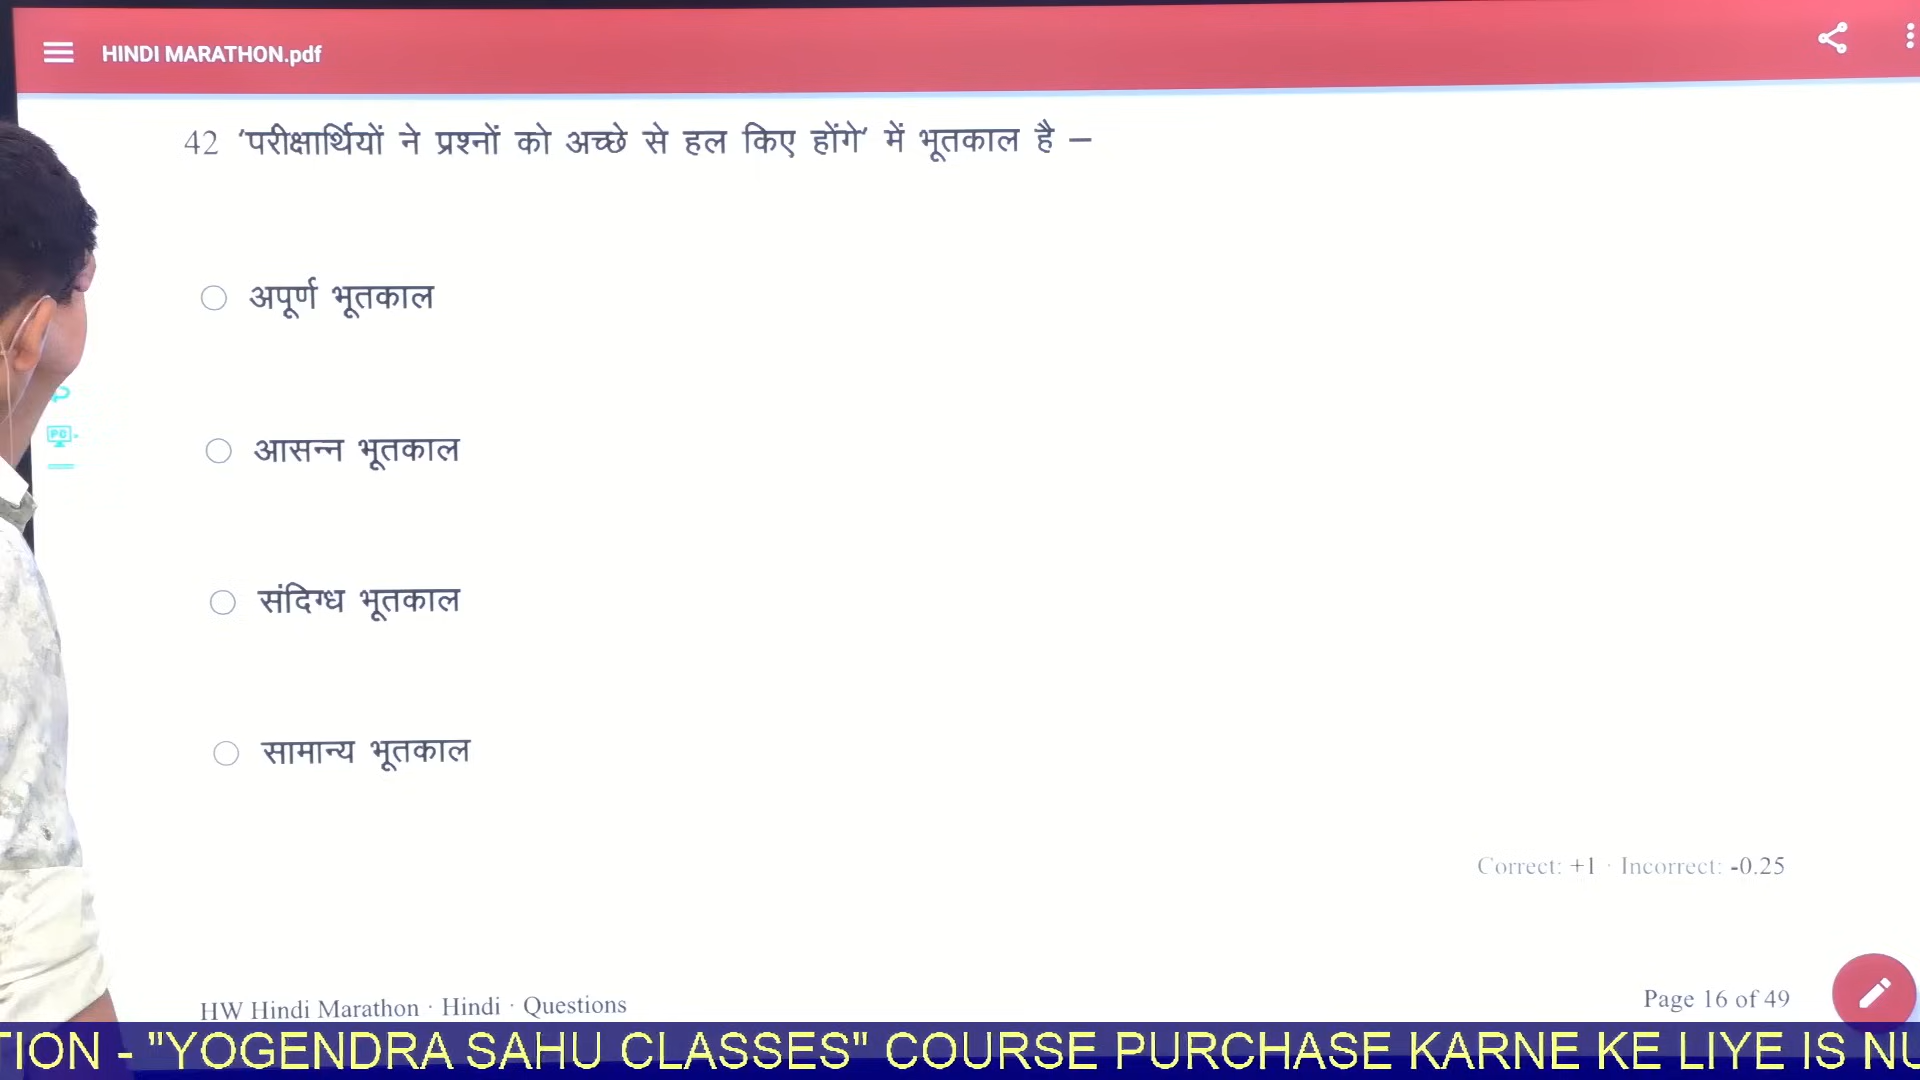 HINDI MARATHON.pdf
42 'परीक्षार्थियों ने प्रश्नों को अच्छे से हल किए होंगे' में भूतकाल है –
अपूर्ण भूतकाल
आसन्न भूतकाल
PC
संदिग्ध भूतकाल
सामान्य भूतकाल
Correct: +1 · Incorrect: -0.25
HW Hindi Marathon · Hindi · Questions
Page 16 of 49
TION - "YOGENDRA SAHU CLASSES" COURSE PURCHASE KARNE KE LIYE IS NU